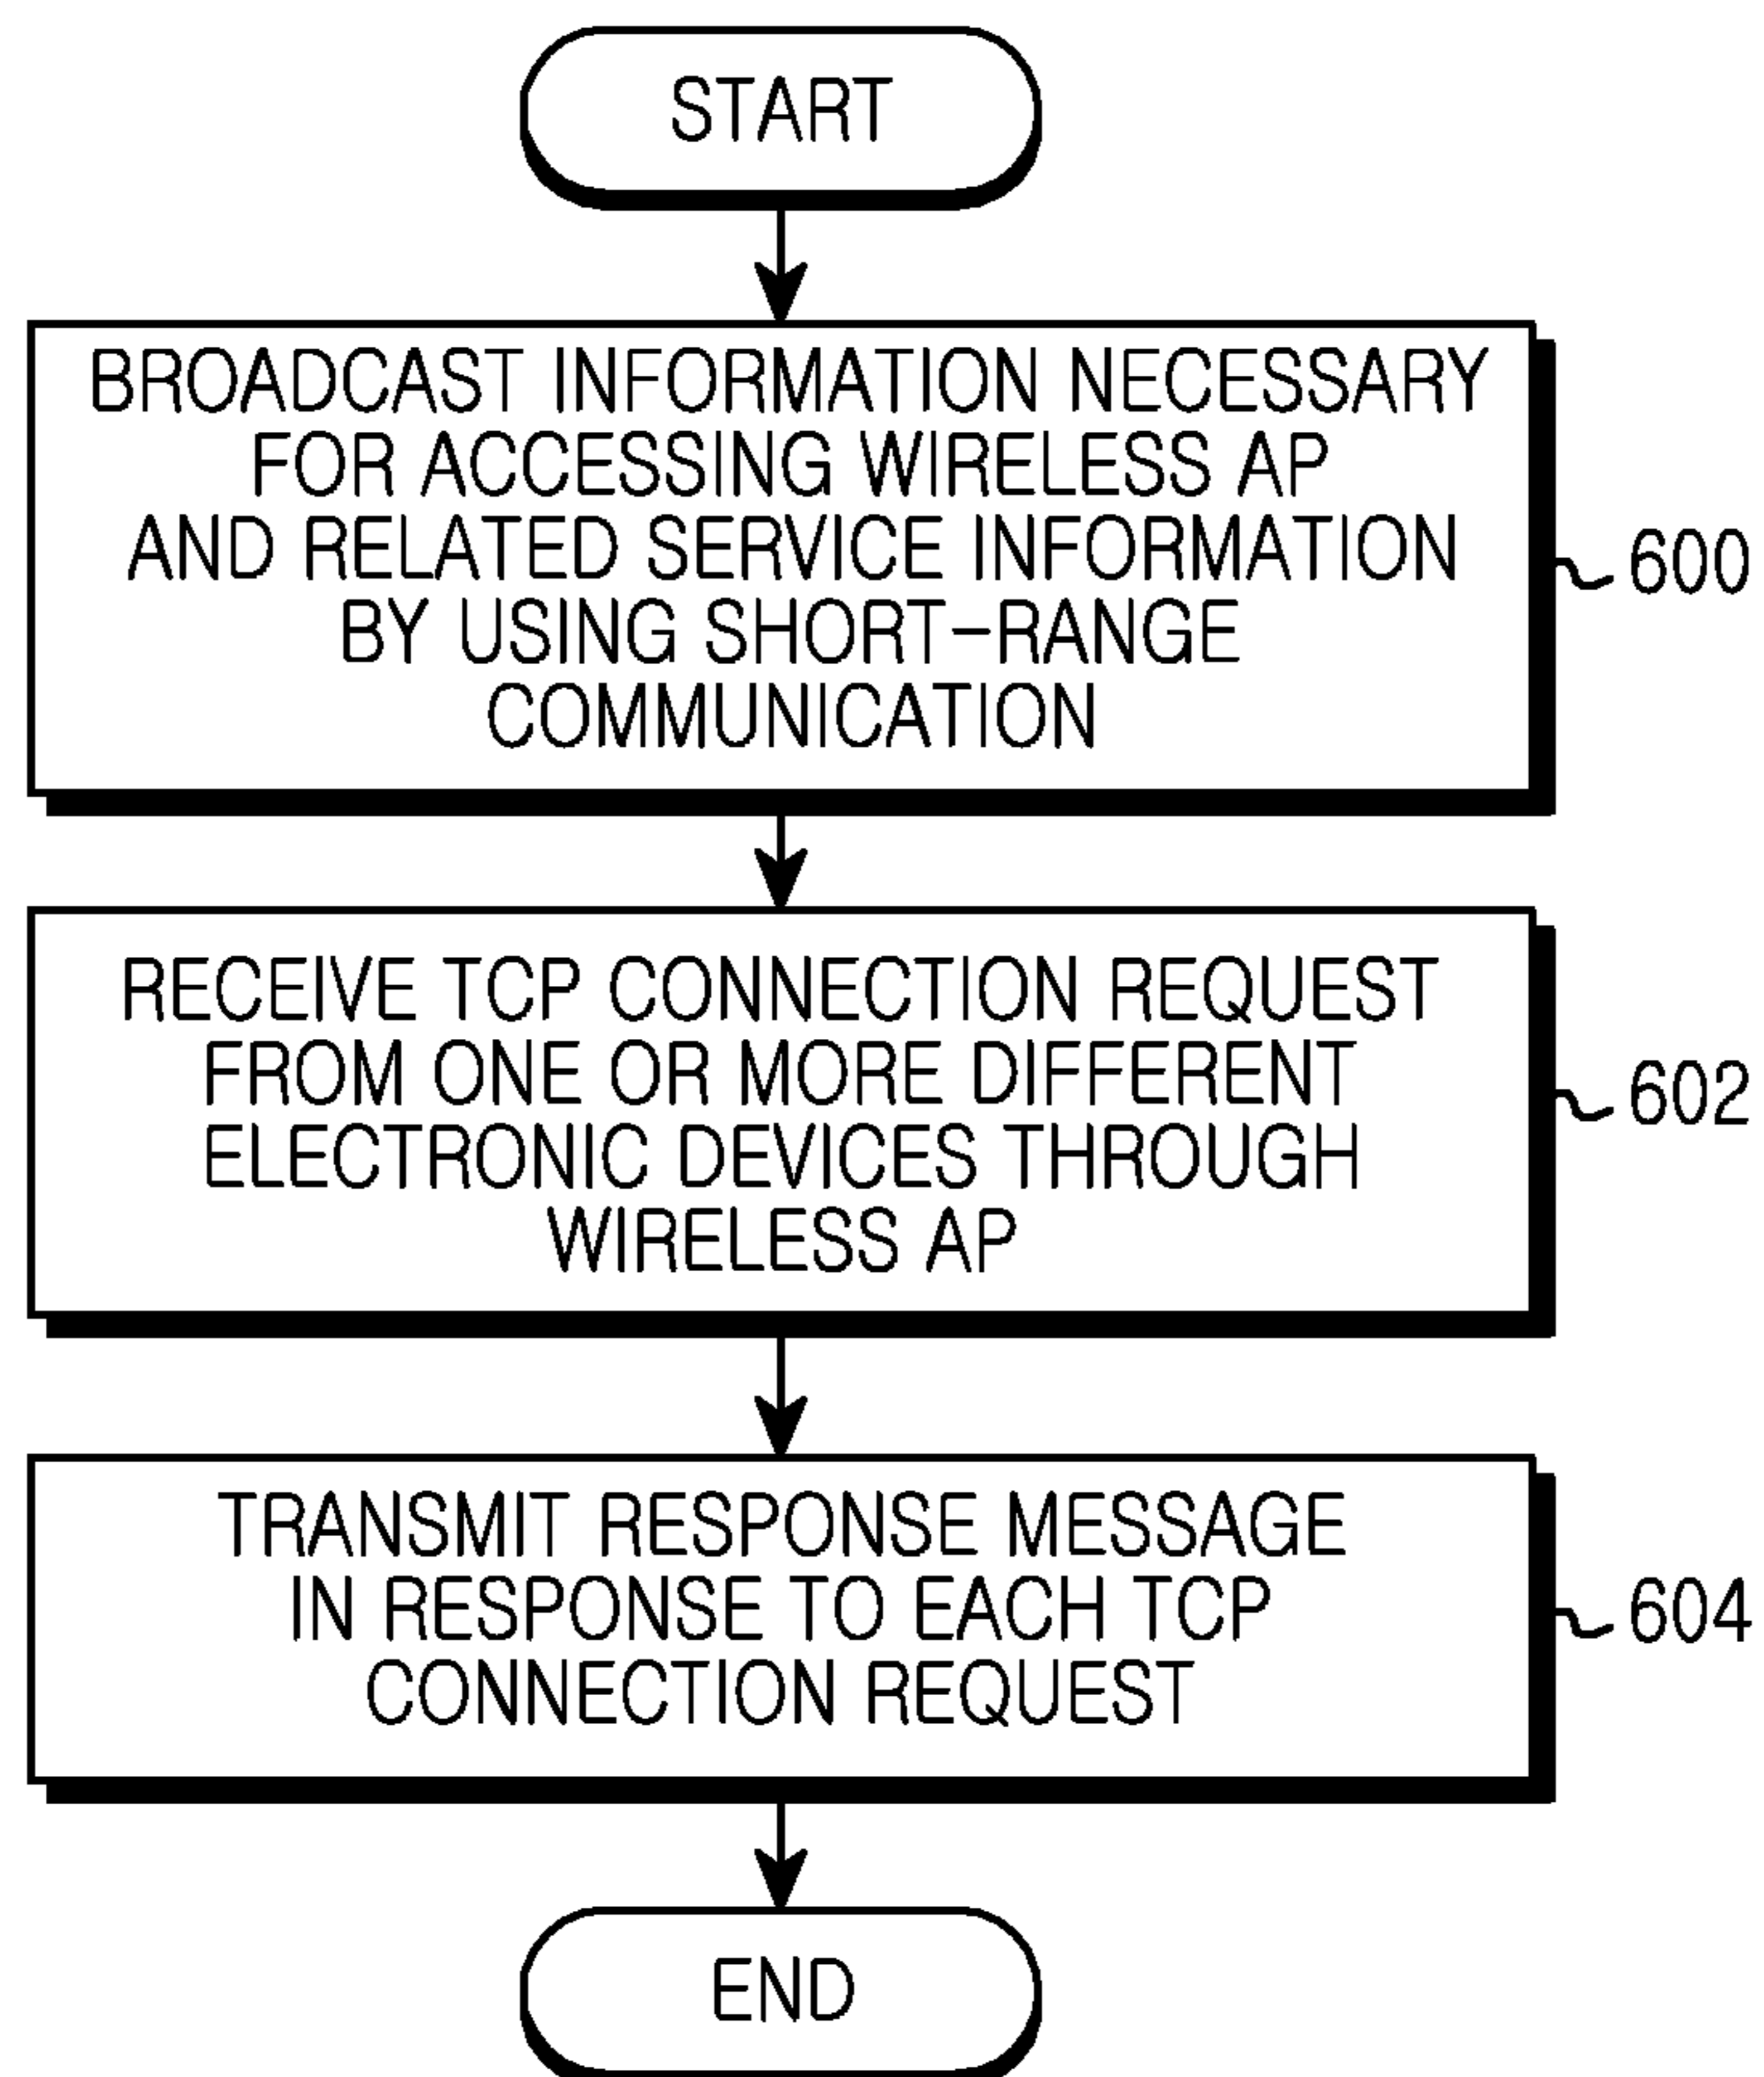 START
BROADCAST INFORMATION NECESSARY
FOR ACCESSING WIRELESS AP
AND RELATED SERVICE INFORMATION
BY USING SHORT-RANGE
COMMUNICATION
600
RECEIVE TCP CONNECTION REQUEST
FROM ONE OR MORE DIFFERENT
ELECTRONIC DEVICES THROUGH
WIRELESS AP
602
TRANSMIT RESPONSE MESSAGE
IN RESPONSE TO EACH TCP
CONNECTION REQUEST
604
END